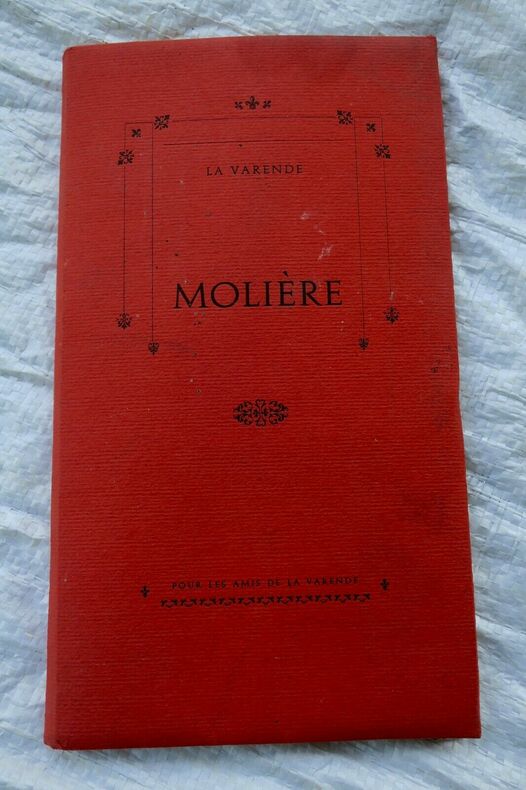 LA VARENDE
MOLIÈRE
POUR LES AMIS DE LA VARENDE